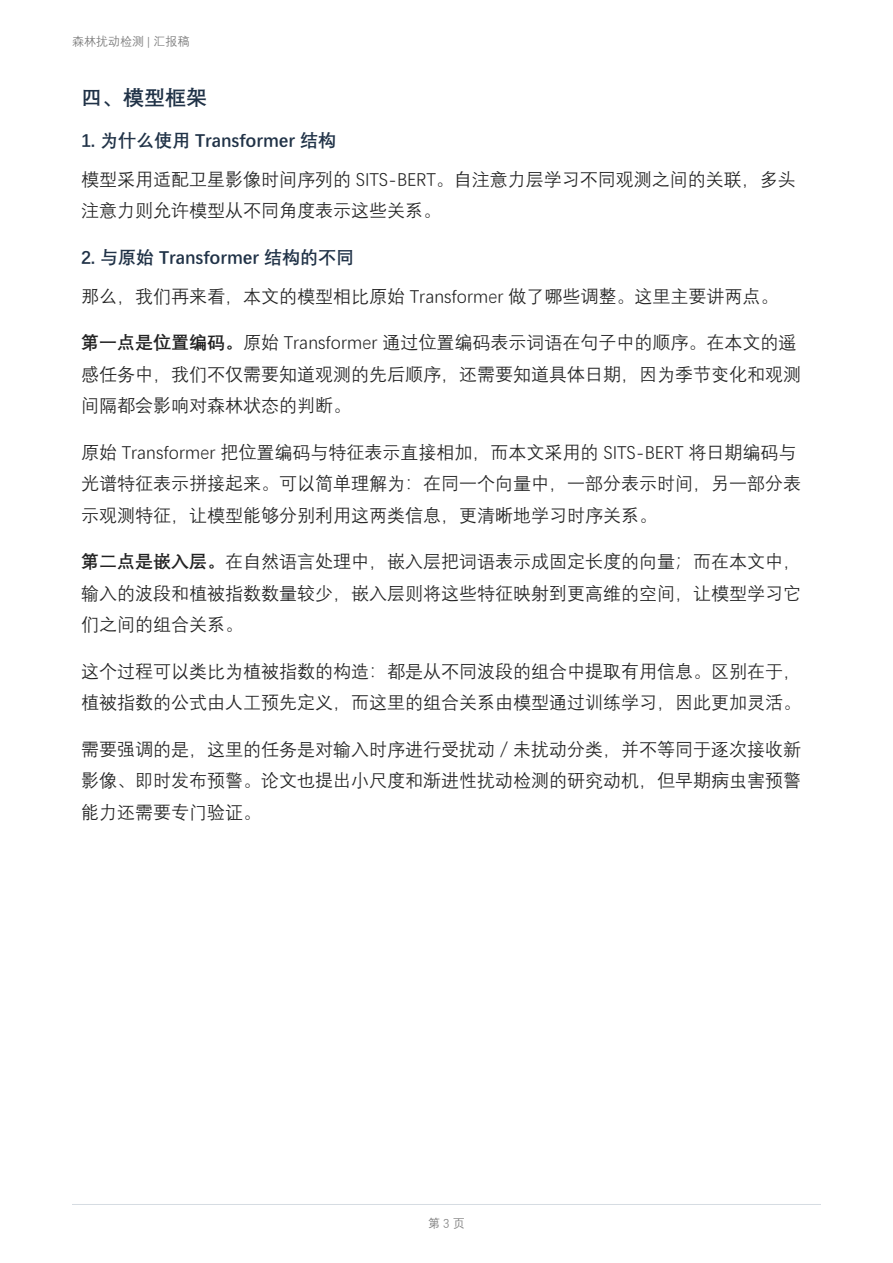 森林扰动检测 | 汇报稿
四、模型框架
1. 为什么使用 Transformer 结构
模型采用适配卫星影像时间序列的 SITS-BERT。自注意力层学习不同观测之间的关联，多头
注意力则允许模型从不同角度表示这些关系。
2. 与原始 Transformer 结构的不同
那么，我们再来看，本文的模型相比原始 Transformer 做了哪些调整。这里主要讲两点。
第一点是位置编码。原始 Transformer 通过位置编码表示词语在句子中的顺序。在本文的遥
感任务中，我们不仅需要知道观测的先后顺序，还需要知道具体日期，因为季节变化和观测
间隔都会影响对森林状态的判断。
原始 Transformer 把位置编码与特征表示直接相加，而本文采用的 SITS-BERT 将日期编码与
光谱特征表示拼接起来。可以简单理解为：在同一个向量中，一部分表示时间，另一部分表
示观测特征，让模型能够分别利用这两类信息，更清晰地学习时序关系。
第二点是嵌入层。在自然语言处理中，嵌入层把词语表示成固定长度的向量；而在本文中，
输入的波段和植被指数数量较少，嵌入层则将这些特征映射到更高维的空间，让模型学习它
们之间的组合关系。
这个过程可以类比为植被指数的构造：都是从不同波段的组合中提取有用信息。区别在于，
植被指数的公式由人工预先定义，而这里的组合关系由模型通过训练学习，因此更加灵活。
需要强调的是，这里的任务是对输入时序进行受扰动 / 未扰动分类，并不等同于逐次接收新
影像、即时发布预警。论文也提出小尺度和渐进性扰动检测的研究动机，但早期病虫害预警
能力还需要专门验证。
第 3 页